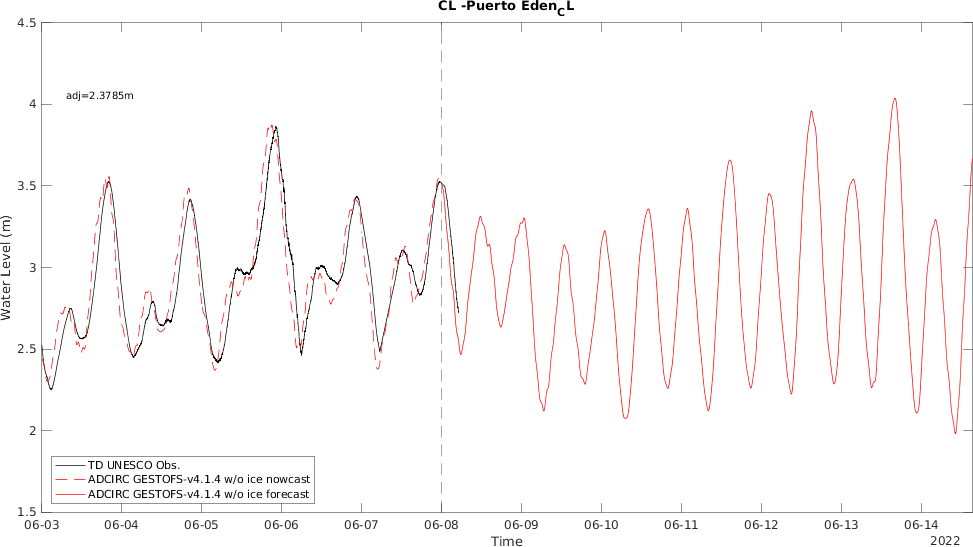 CL -Puerto Eden_CL
4.5
4
3.5
3
2.5
2
1.5
Water Level (m)
adj=2.3785m
TD UNESCO Obs.
ADCIRC GESTOFS-v4.1.4 w/o ice nowcast
ADCIRC GESTOFS-v4.1.4 w/o ice forecast
06-03 06-04 06-05 06-06 06-07 06-08 06-09 06-10 06-11 06-12 06-13 06-14
Time
2022